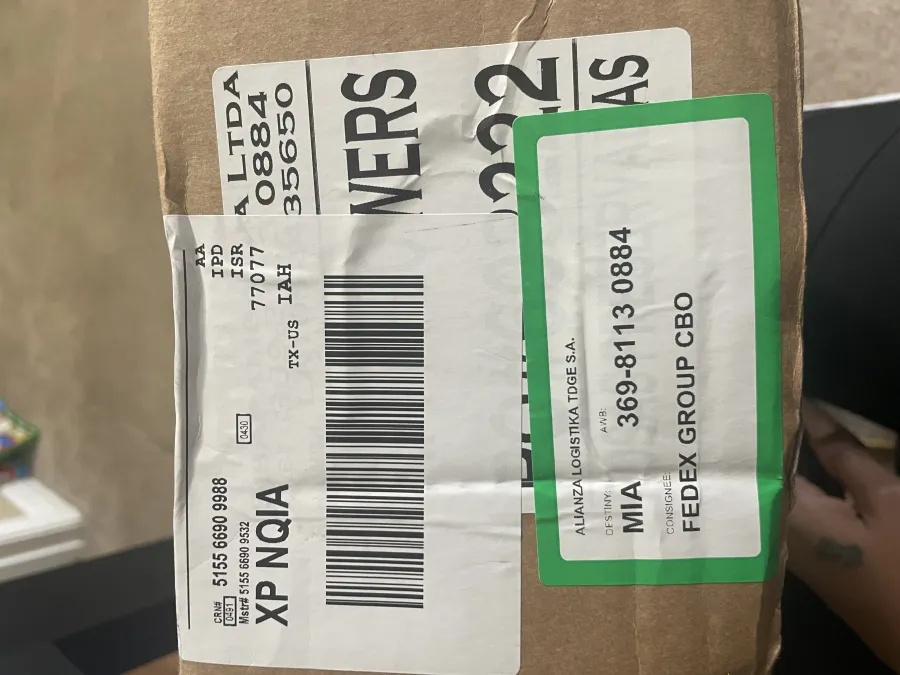 A LTDA
0884
35650
WERS
222
AS
AA
IPD
ISR
77077
TX-US IAH
CRN# 5155 6690 9988
0491
0430
Mstr# 5155 6690 9532
XP NQIA
ALIANZA LOGISTIKA TDGE S.A.
DESTINY: AWB:
MIA 369-8113 0884
CONSIGNEE:
FEDEX GROUP CBO